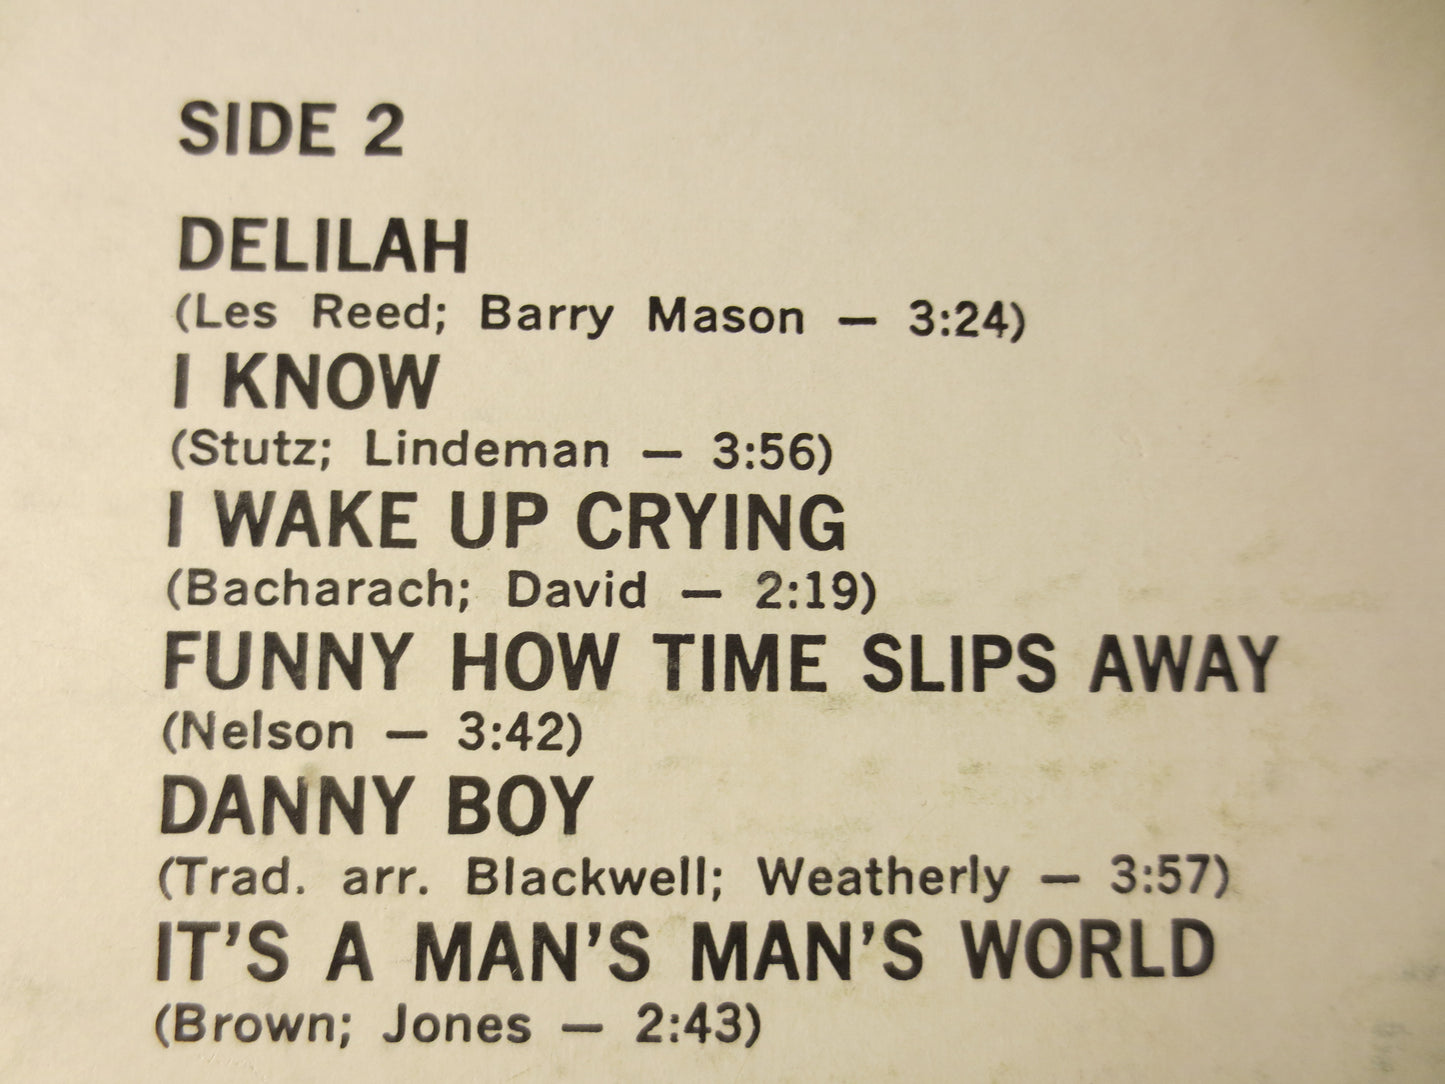 SIDE 2
DELILAH
(Les Reed; Barry Mason — 3:24)
I KNOW
(Stutz; Lindeman — 3:56)
I WAKE UP CRYING
(Bacharach; David — 2:19)
FUNNY HOW TIME SLIPS AWAY
(Nelson — 3:42)
DANNY BOY
(Trad. arr. Blackwell; Weatherly — 3:57)
IT'S A MAN'S MAN'S WORLD
(Brown; Jones — 2:43)